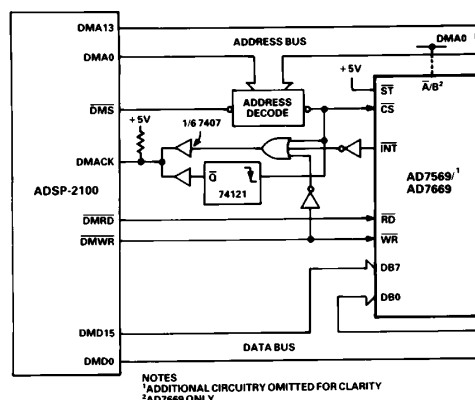 DMA13
ADDRESS BUS
DMA0
DMA0
+5V
A/B²
ST
DMS
ADDRESS
DECODE
CS
1/6 7407
+5V
INT
DMACK
Q
74121
ADSP-2100
AD7569/¹
AD7669
DMRD
RD
DMWR
WR
DB7
DB0
DMD15
DATA BUS
DMD0
NOTES
¹ADDITIONAL CIRCUITRY OMITTED FOR CLARITY
²AD7669 ONLY